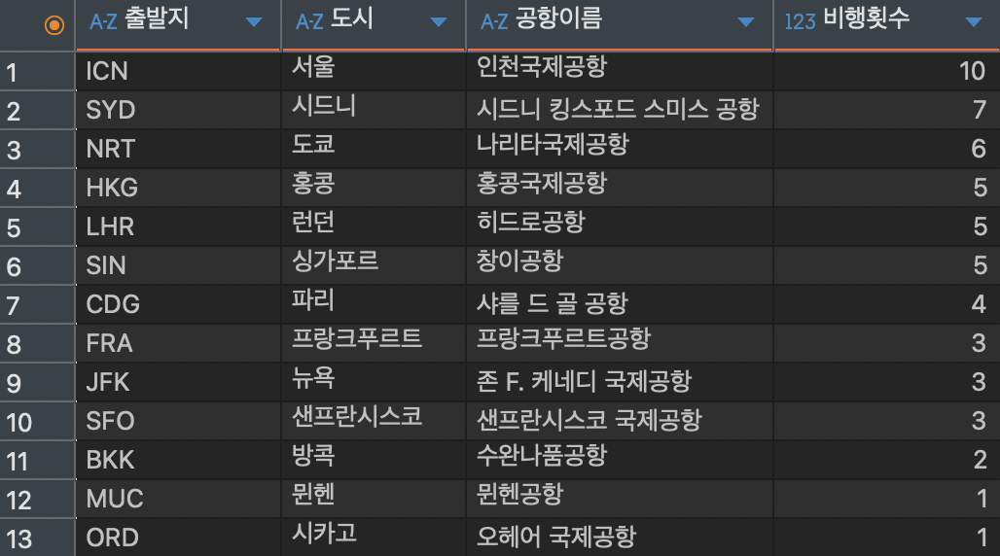 A-Z 출발지 A-Z 도시 A-Z 공항이름 123 비행횟수
1 ICN 서울 인천국제공항 10
2 SYD 시드니 시드니 킹스포드 스미스 공항 7
3 NRT 도쿄 나리타국제공항 6
4 HKG 홍콩 홍콩국제공항 5
5 LHR 런던 히드로공항 5
6 SIN 싱가포르 창이공항 5
7 CDG 파리 샤를 드 골 공항 4
8 FRA 프랑크푸르트 프랑크푸르트공항 3
9 JFK 뉴욕 존 F. 케네디 국제공항 3
10 SFO 샌프란시스코 샌프란시스코 국제공항 3
11 BKK 방콕 수완나품공항 2
12 MUC 뮌헨 뮌헨공항 1
13 ORD 시카고 오헤어 국제공항 1